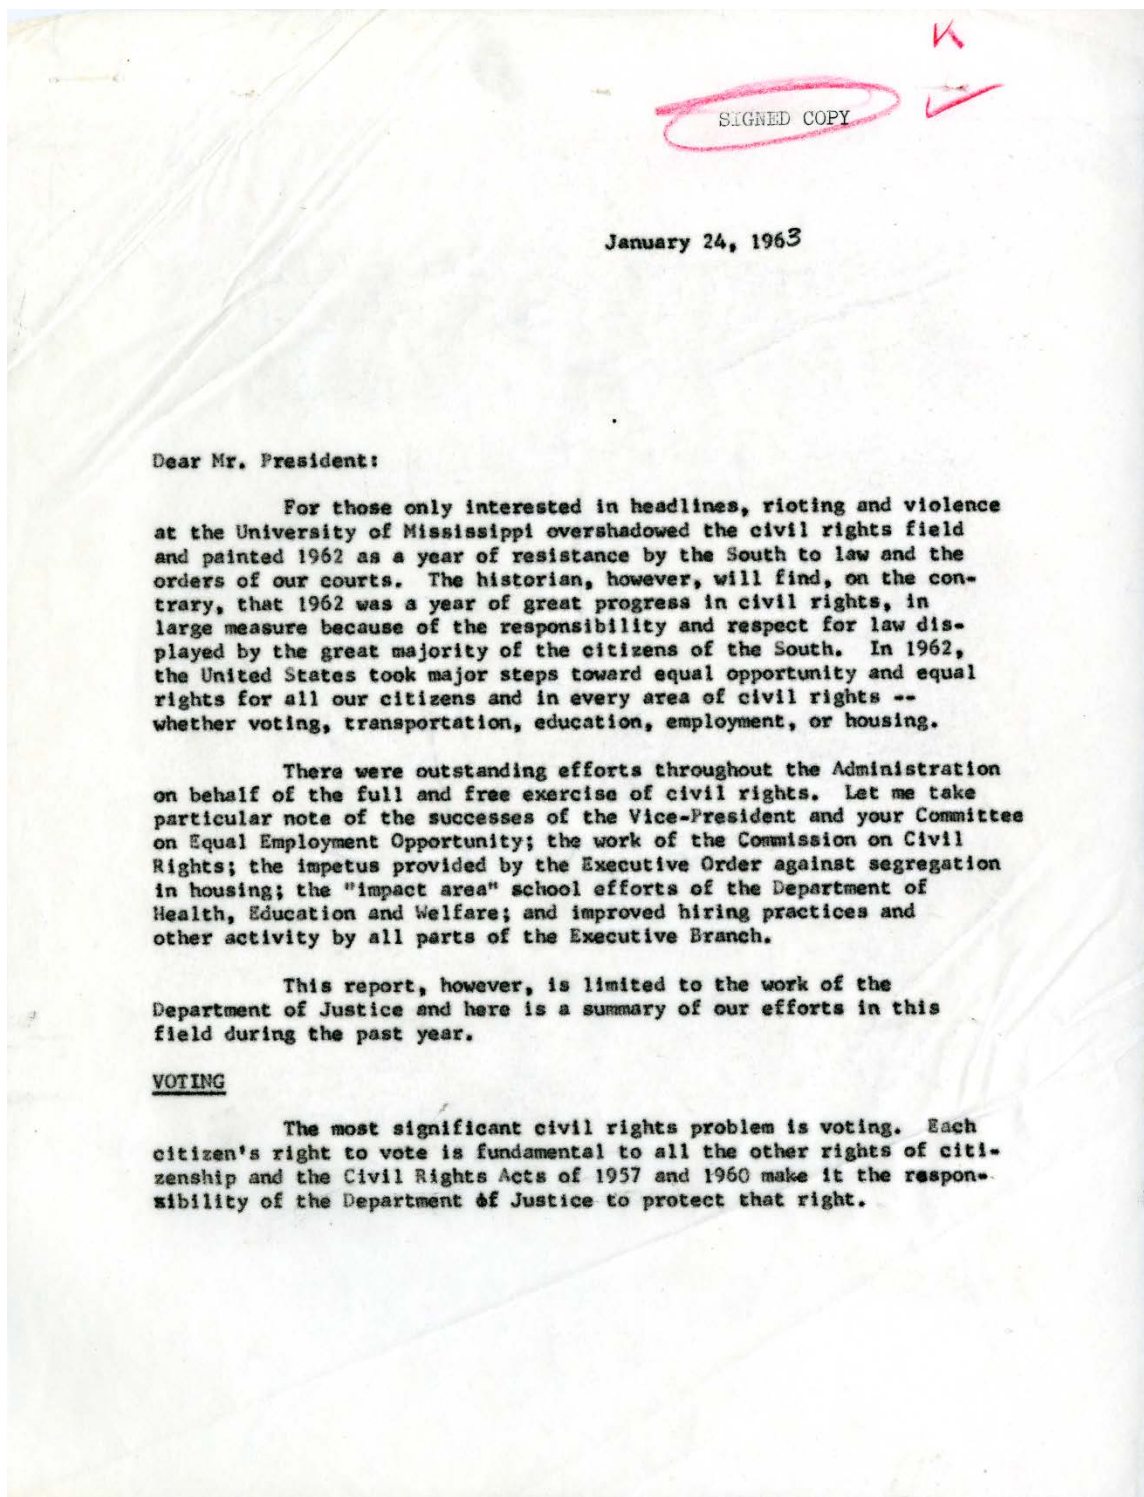 K
SIGNED COPY
January 24, 1963
Dear Mr. President:
For those only interested in headlines, rioting and violence
at the University of Mississippi overshadowed the civil rights field
and painted 1962 as a year of resistance by the South to law and the
orders of our courts. The historian, however, will find, on the con-
trary, that 1962 was a year of great progress in civil rights, in
large measure because of the responsibility and respect for law dis-
played by the great majority of the citizens of the South. In 1962,
the United States took major steps toward equal opportunity and equal
rights for all our citizens and in every area of civil rights --
whether voting, transportation, education, employment, or housing.
There were outstanding efforts throughout the Administration
on behalf of the full and free exercise of civil rights. Let me take
particular note of the successes of the Vice-President and your Committee
on Equal Employment Opportunity; the work of the Commission on Civil
Rights; the impetus provided by the Executive Order against segregation
in housing; the "impact area" school efforts of the Department of
Health, Education and Welfare; and improved hiring practices and
other activity by all parts of the Executive Branch.
This report, however, is limited to the work of the
Department of Justice and here is a summary of our efforts in this
field during the past year.
VOTING
The most significant civil rights problem is voting. Each
citizen's right to vote is fundamental to all the other rights of citi-
zenship and the Civil Rights Acts of 1957 and 1960 make it the respon-
sibility of the Department of Justice to protect that right.